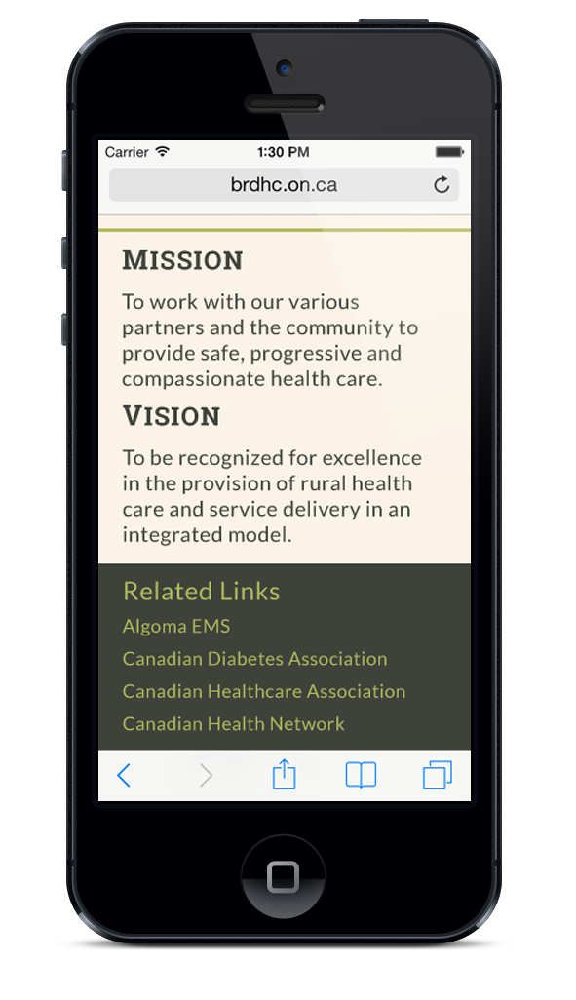 Carrier 1:30 PM
brdhc.on.ca
MISSION
To work with our various
partners and the community to
provide safe, progressive and
compassionate health care.
VISION
To be recognized for excellence
in the provision of rural health
care and service delivery in an
integrated model.
Related Links
Algoma EMS
Canadian Diabetes Association
Canadian Healthcare Association
Canadian Health Network